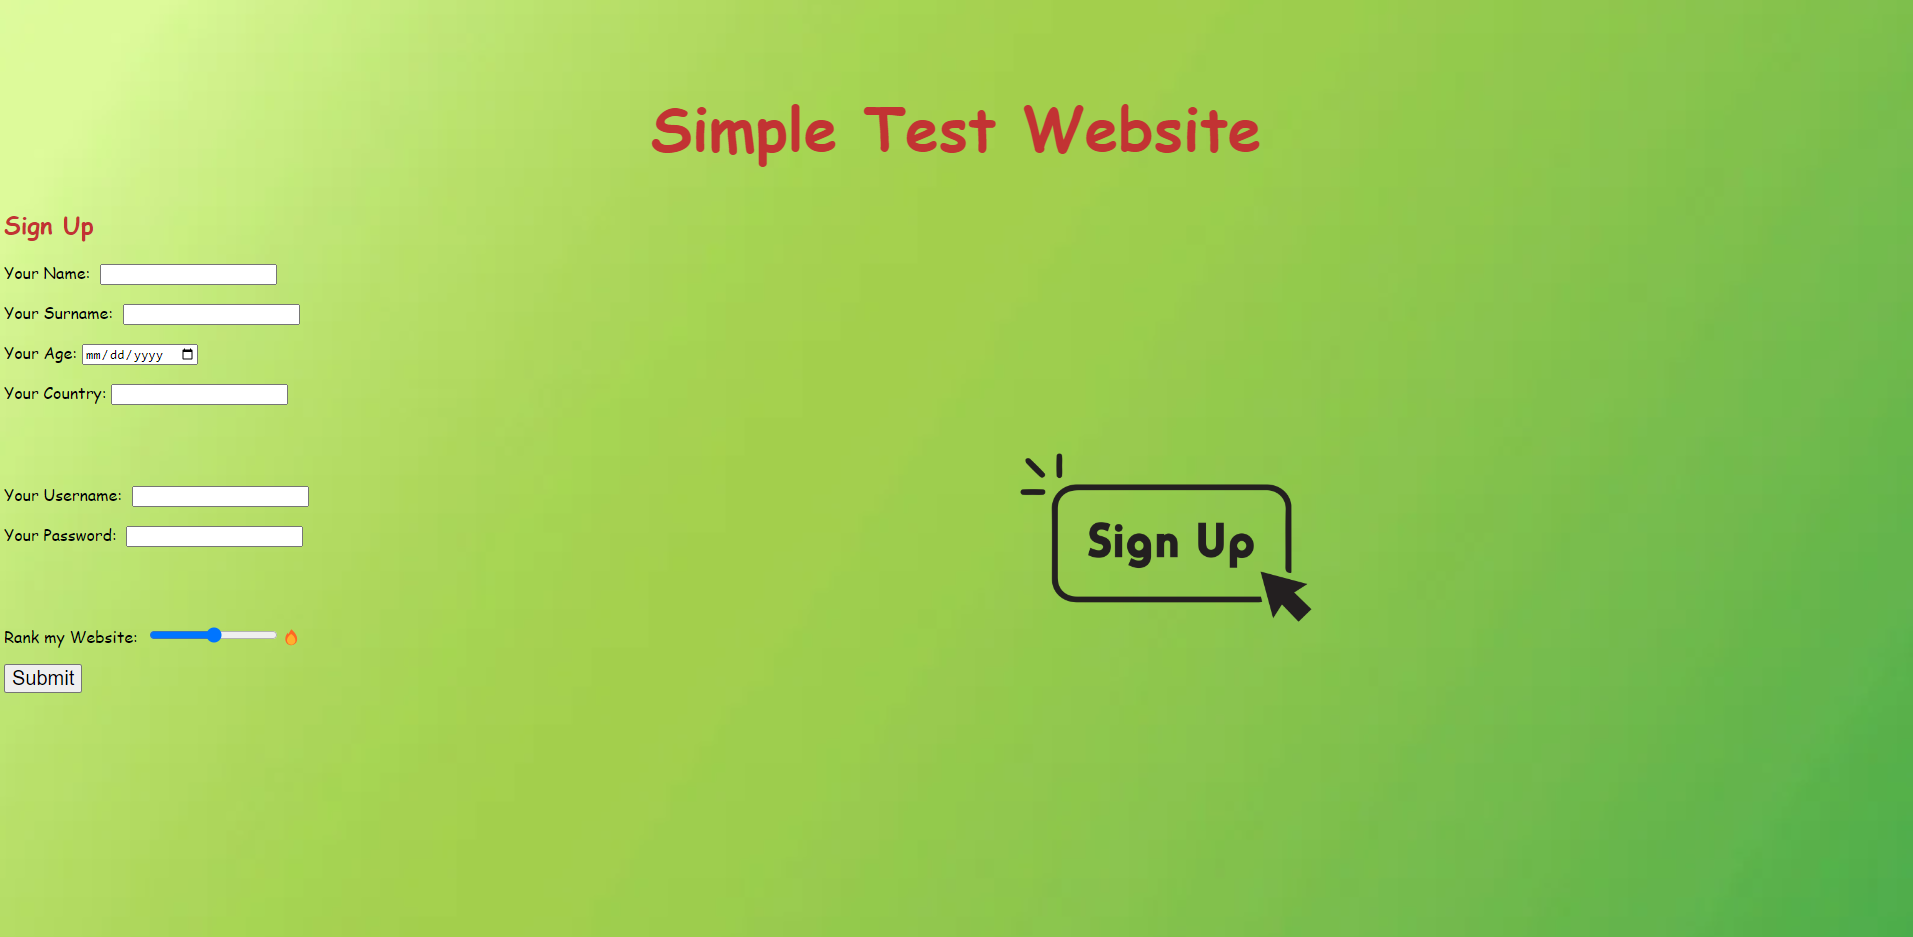 Simple Test Website
Sign Up
Your Name:
Your Surname:
Your Age: mm/dd/yyyy
Your Country:
Sign Up
Your Username:
Your Password:
Rank my Website: 🔥
Submit